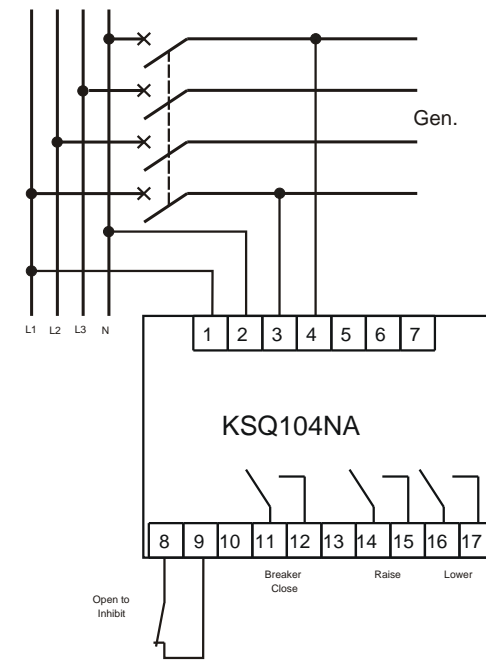 Gen.
L1 L2 L3 N
1 2 3 4 5 6 7
KSQ104NA
8 9 10 11 12 13 14 15 16 17
Breaker
Close
Raise
Lower
Open to
Inhibit